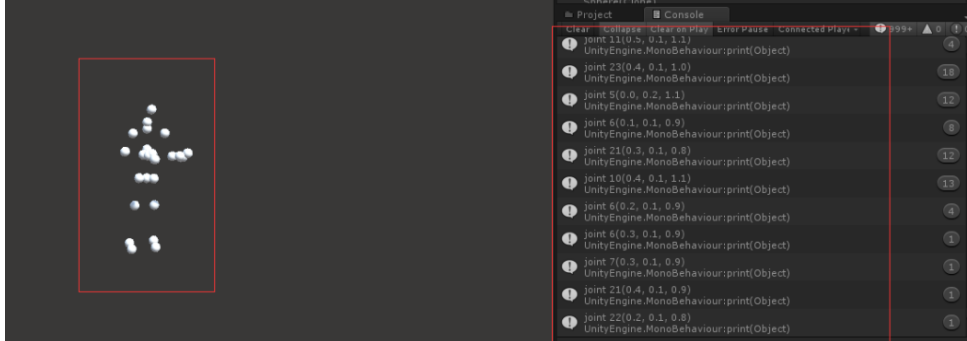 Sphere(Clone)
Project
Console
Clear Collapse Clear on Play Error Pause Connected Playe 999+ 0
joint 11(0.5, 0.1, 1.1)
UnityEngine.MonoBehaviour:print(Object)
4
joint 23(0.4, 0.1, 1.0)
UnityEngine.MonoBehaviour:print(Object)
18
joint 5(0.0, 0.2, 1.1)
UnityEngine.MonoBehaviour:print(Object)
12
joint 6(0.1, 0.1, 0.9)
UnityEngine.MonoBehaviour:print(Object)
8
joint 21(0.3, 0.1, 0.8)
UnityEngine.MonoBehaviour:print(Object)
12
joint 10(0.4, 0.1, 1.1)
UnityEngine.MonoBehaviour:print(Object)
13
joint 6(0.2, 0.1, 0.9)
UnityEngine.MonoBehaviour:print(Object)
4
joint 6(0.3, 0.1, 0.9)
UnityEngine.MonoBehaviour:print(Object)
1
joint 7(0.3, 0.1, 0.9)
UnityEngine.MonoBehaviour:print(Object)
1
joint 21(0.4, 0.1, 0.9)
UnityEngine.MonoBehaviour:print(Object)
1
joint 22(0.2, 0.1, 0.8)
UnityEngine.MonoBehaviour:print(Object)
1